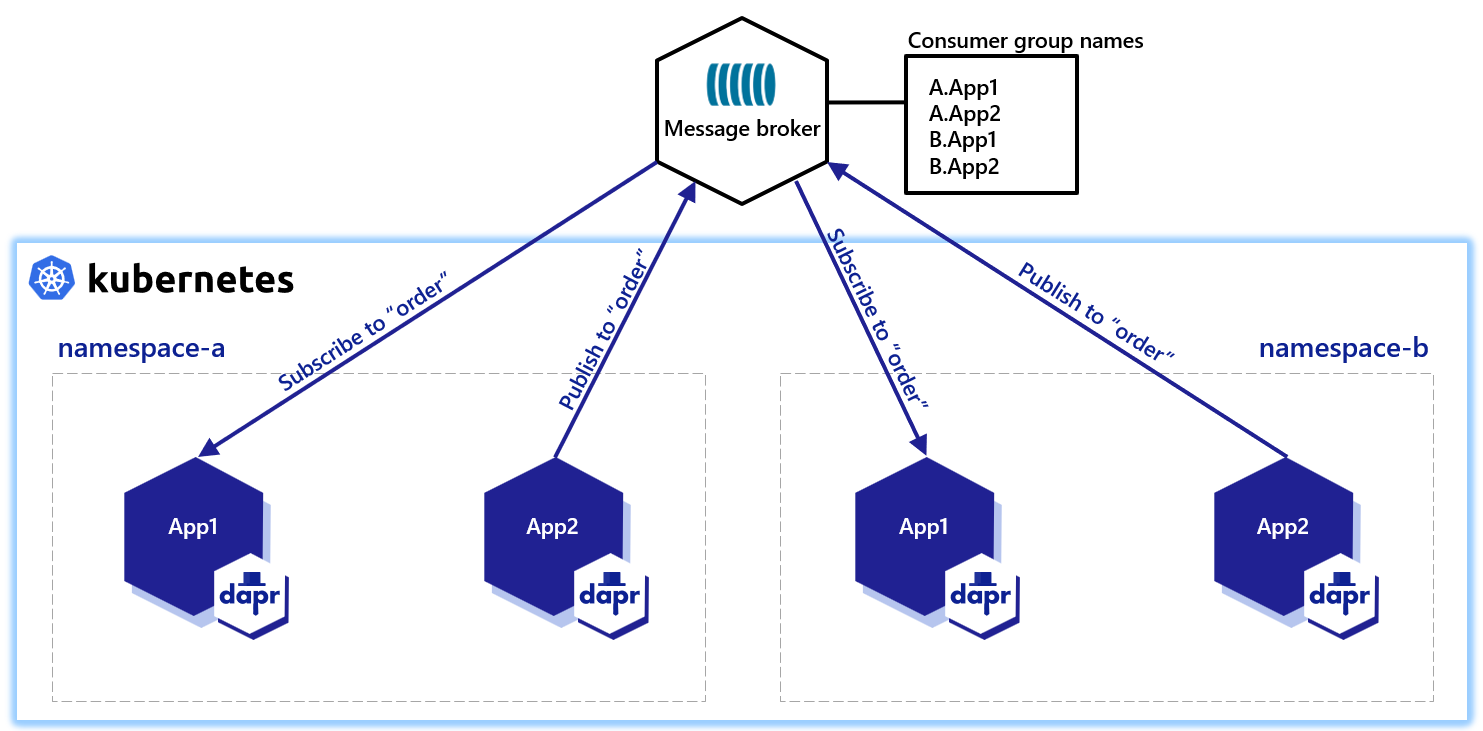 Consumer group names
A.App1
A.App2
B.App1
B.App2
Message broker
kubernetes
Subscribe to “order”
Publish to “order”
Subscribe to “order”
Publish to “order”
namespace-a
namespace-b
App1
App2
App1
App2
dapr
dapr
dapr
dapr